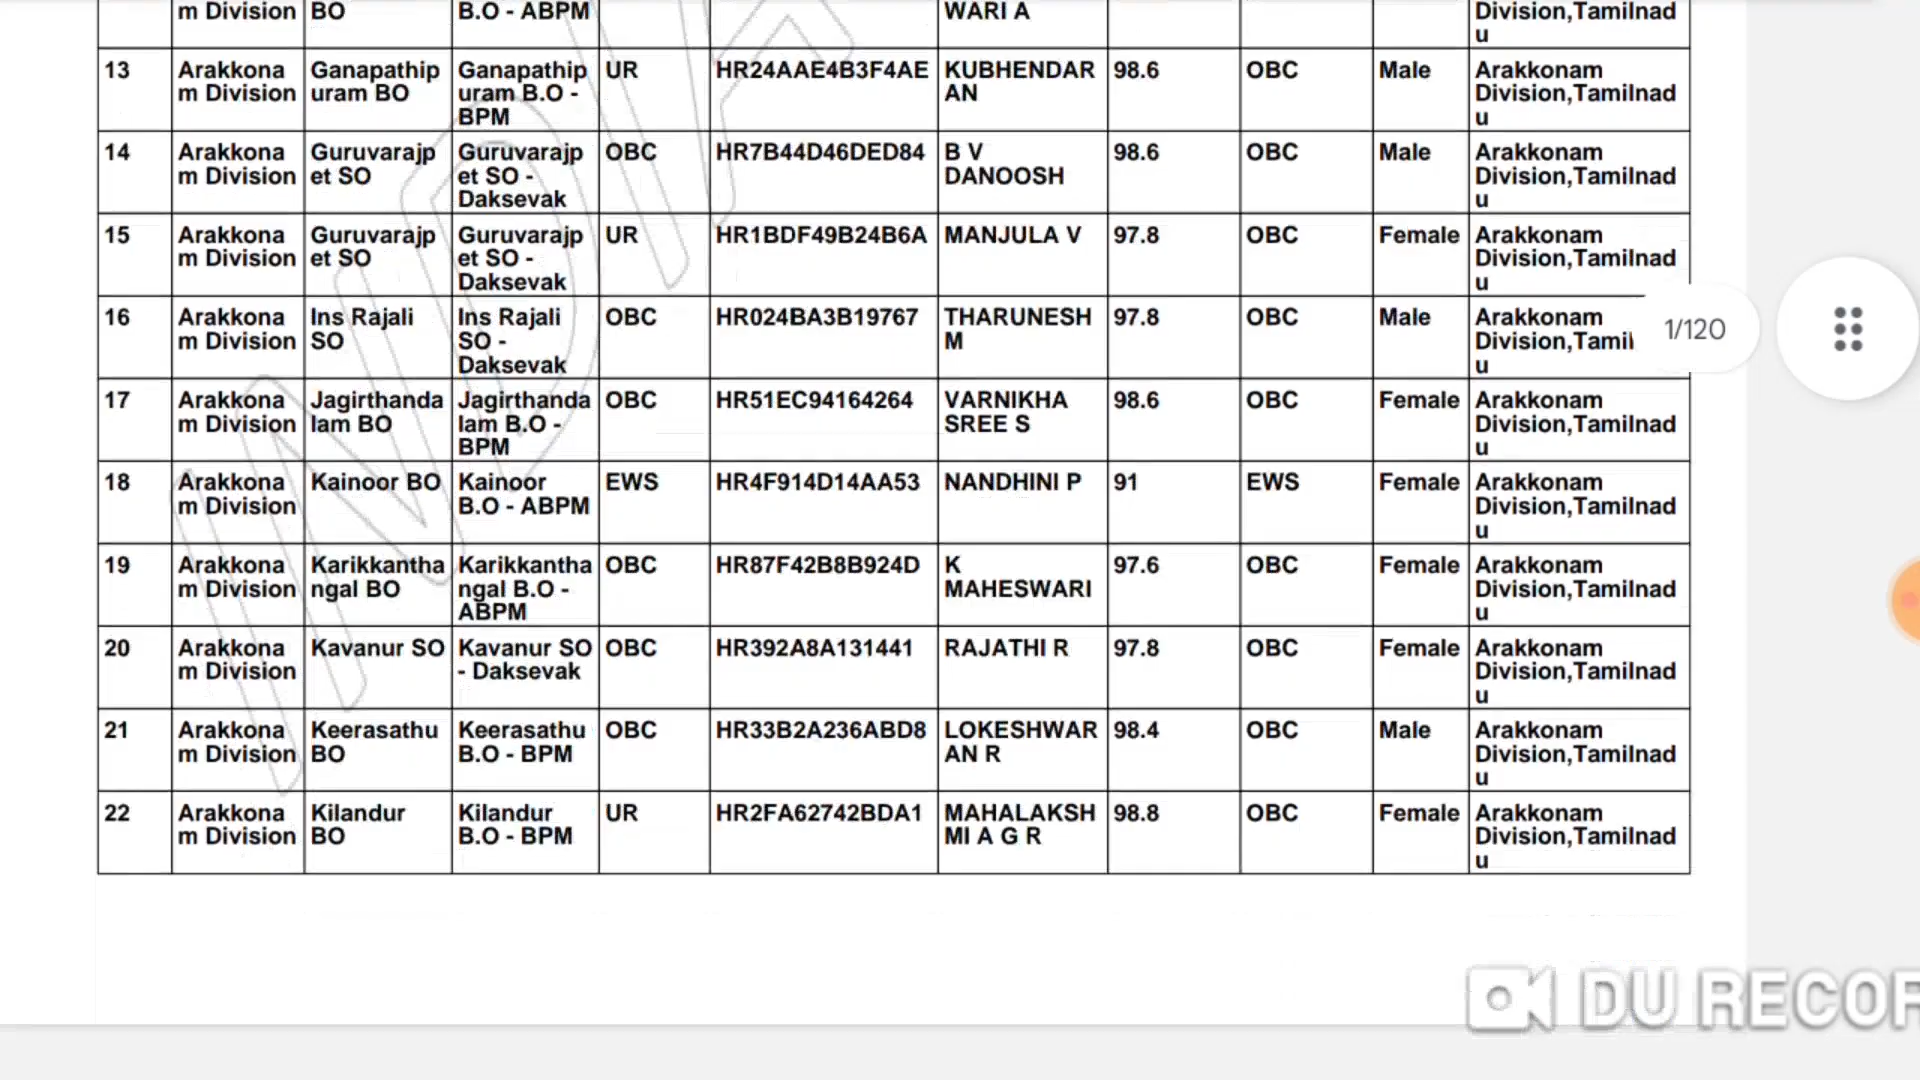 m Division BO B.O - ABPM WARI A Division,Tamilnad
u
13 Arakkona Ganapathip Ganapathip UR HR24AAE4B3F4AE KUBHENDAR 98.6 OBC Male Arakkonam
m Division uram BO uram B.O - AN Division,Tamilnad
BPM u
14 Arakkona Guruvarajp Guruvarajp OBC HR7B44D46DED84 B V 98.6 OBC Male Arakkonam
m Division et SO et SO - DANOOSH Division,Tamilnad
Daksevak u
15 Arakkona Guruvarajp Guruvarajp UR HR1BDF49B24B6A MANJULA V 97.8 OBC Female Arakkonam
m Division et SO et SO - Division,Tamilnad
Daksevak u
16 Arakkona Ins Rajali Ins Rajali OBC HR024BA3B19767 THARUNESH 97.8 OBC Male Arakkonam 1/120
m Division SO SO - M Division,Tamil
Daksevak u
17 Arakkona Jagirthanda Jagirthanda OBC HR51EC94164264 VARNIKHA 98.6 OBC Female Arakkonam
m Division lam BO lam B.O - SREE S Division,Tamilnad
BPM u
18 Arakkona Kainoor BO Kainoor EWS HR4F914D14AA53 NANDHINI P 91 EWS Female Arakkonam
m Division B.O - ABPM Division,Tamilnad
u
19 Arakkona Karikkantha Karikkantha OBC HR87F42B8B924D K 97.6 OBC Female Arakkonam
m Division ngal BO ngal B.O - MAHESWARI Division,Tamilnad
ABPM u
20 Arakkona Kavanur SO Kavanur SO OBC HR392A8A131441 RAJATHI R 97.8 OBC Female Arakkonam
m Division - Daksevak Division,Tamilnad
u
21 Arakkona Keerasathu Keerasathu OBC HR33B2A236ABD8 LOKESHWAR 98.4 OBC Male Arakkonam
m Division BO B.O - BPM AN R Division,Tamilnad
u
22 Arakkona Kilandur Kilandur UR HR2FA62742BDA1 MAHALAKSH 98.8 OBC Female Arakkonam
m Division BO B.O - BPM MI A G R Division,Tamilnad
u
INDIA
DU RECOR